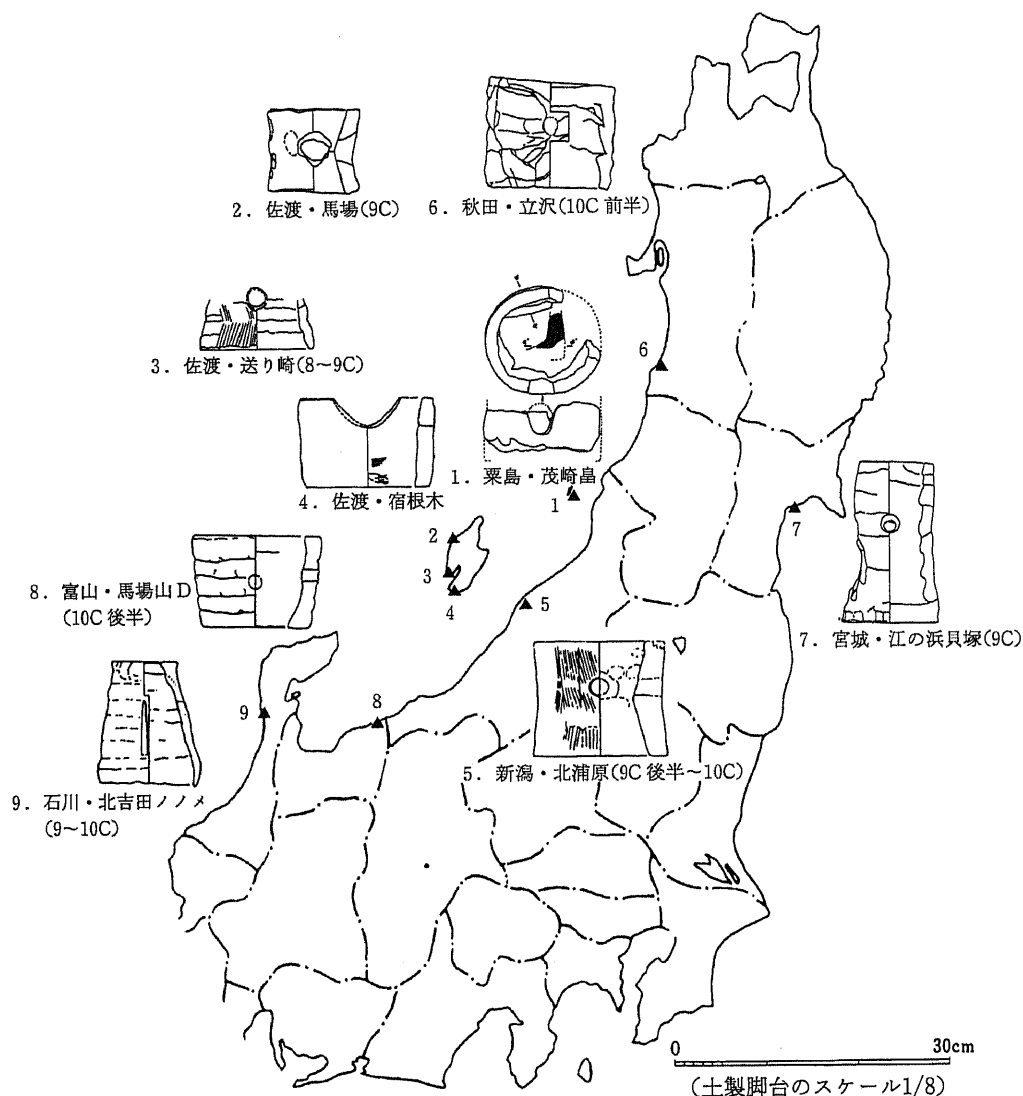 2. 佐渡・馬場(9C)
6. 秋田・立沢(10C 前半)
3. 佐渡・送り崎(8〜9C)
4. 佐渡・宿根木
1. 粟島・茂崎畠
8. 富山・馬場山D
(10C 後半)
7. 宮城・江の浜貝塚(9C)
5. 新潟・北浦原(9C 後半〜10C)
9. 石川・北吉田ノノメ
(9〜10C)
6
1
7
2
3
4
5
9
8
0 30cm
(土製脚台のスケール1/8)